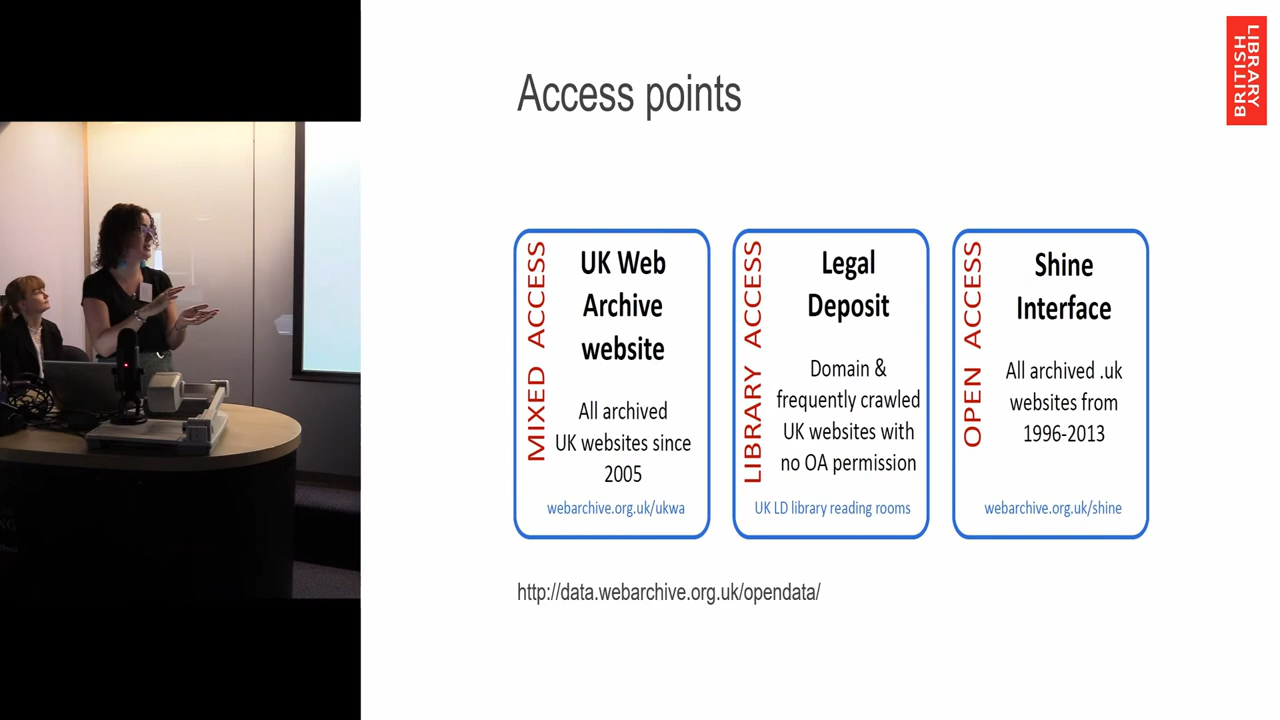 Access points
LIBRARY
BRITISH
MIXED ACCESS
UK Web
Archive
website
All archived
UK websites since
2005
webarchive.org.uk/ukwa
LIBRARY ACCESS
Legal
Deposit
Domain &
frequently crawled
UK websites with
no OA permission
UK LD library reading rooms
OPEN ACCESS
Shine
Interface
All archived .uk
websites from
1996-2013
webarchive.org.uk/shine
http://data.webarchive.org.uk/opendata/